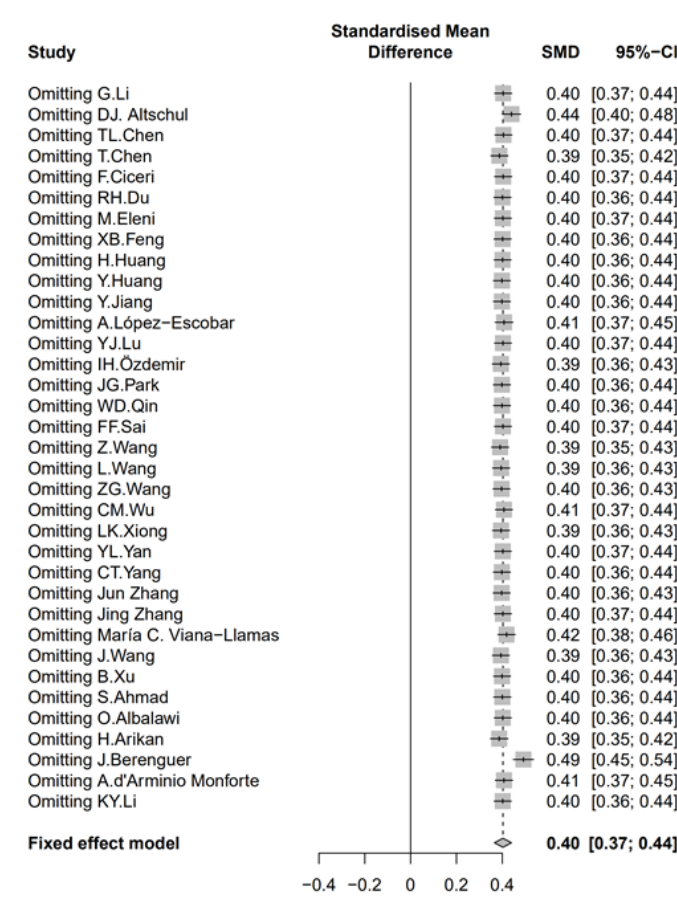 Standardised Mean
Study Difference SMD 95%−CI
Omitting G.Li 0.40 [0.37; 0.44]
Omitting DJ. Altschul 0.44 [0.40; 0.48]
Omitting TL.Chen 0.40 [0.37; 0.44]
Omitting T.Chen 0.39 [0.35; 0.42]
Omitting F.Ciceri 0.40 [0.37; 0.44]
Omitting RH.Du 0.40 [0.36; 0.44]
Omitting M.Eleni 0.40 [0.37; 0.44]
Omitting XB.Feng 0.40 [0.36; 0.44]
Omitting H.Huang 0.40 [0.36; 0.44]
Omitting Y.Huang 0.40 [0.36; 0.44]
Omitting Y.Jiang 0.40 [0.36; 0.44]
Omitting A.López−Escobar 0.41 [0.37; 0.45]
Omitting YJ.Lu 0.40 [0.37; 0.44]
Omitting IH.Özdemir 0.39 [0.36; 0.43]
Omitting JG.Park 0.40 [0.36; 0.44]
Omitting WD.Qin 0.40 [0.36; 0.44]
Omitting FF.Sai 0.40 [0.37; 0.44]
Omitting Z.Wang 0.39 [0.35; 0.43]
Omitting L.Wang 0.39 [0.36; 0.43]
Omitting ZG.Wang 0.40 [0.36; 0.43]
Omitting CM.Wu 0.41 [0.37; 0.44]
Omitting LK.Xiong 0.39 [0.36; 0.43]
Omitting YL.Yan 0.40 [0.37; 0.44]
Omitting CT.Yang 0.40 [0.36; 0.44]
Omitting Jun Zhang 0.40 [0.36; 0.43]
Omitting Jing Zhang 0.40 [0.37; 0.44]
Omitting María C. Viana−Llamas 0.42 [0.38; 0.46]
Omitting J.Wang 0.39 [0.36; 0.43]
Omitting B.Xu 0.40 [0.36; 0.44]
Omitting S.Ahmad 0.40 [0.36; 0.44]
Omitting O.Albalawi 0.40 [0.36; 0.44]
Omitting H.Arikan 0.39 [0.35; 0.42]
Omitting J.Berenguer 0.49 [0.45; 0.54]
Omitting A.d'Arminio Monforte 0.41 [0.37; 0.45]
Omitting KY.Li 0.40 [0.36; 0.44]
Fixed effect model 0.40 [0.37; 0.44]
−0.4 −0.2 0 0.2 0.4